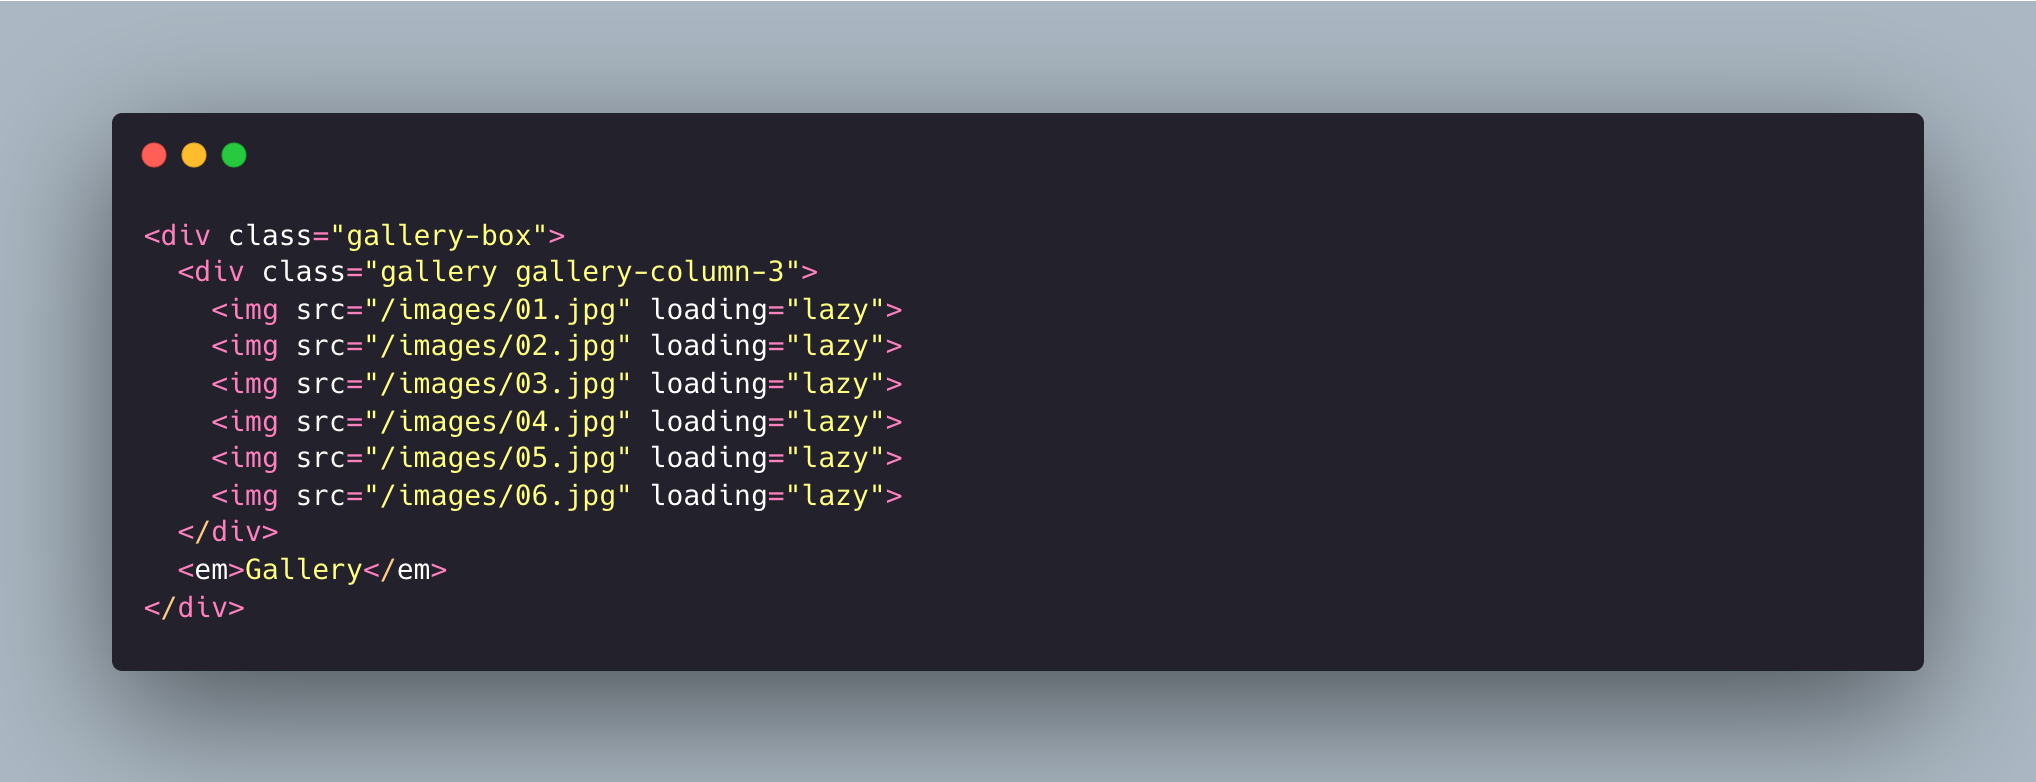 <div class="gallery-box">
  <div class="gallery gallery-column-3">
    <img src="/images/01.jpg" loading="lazy">
    <img src="/images/02.jpg" loading="lazy">
    <img src="/images/03.jpg" loading="lazy">
    <img src="/images/04.jpg" loading="lazy">
    <img src="/images/05.jpg" loading="lazy">
    <img src="/images/06.jpg" loading="lazy">
  </div>
  <em>Gallery</em>
</div>